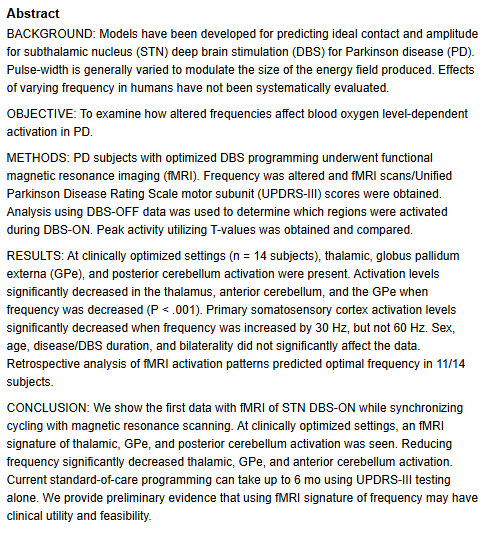 Abstract
BACKGROUND: Models have been developed for predicting ideal contact and amplitude
for subthalamic nucleus (STN) deep brain stimulation (DBS) for Parkinson disease (PD).
Pulse-width is generally varied to modulate the size of the energy field produced. Effects
of varying frequency in humans have not been systematically evaluated.
OBJECTIVE: To examine how altered frequencies affect blood oxygen level-dependent
activation in PD.
METHODS: PD subjects with optimized DBS programming underwent functional
magnetic resonance imaging (fMRI). Frequency was altered and fMRI scans/Unified
Parkinson Disease Rating Scale motor subunit (UPDRS-III) scores were obtained.
Analysis using DBS-OFF data was used to determine which regions were activated
during DBS-ON. Peak activity utilizing T-values was obtained and compared.
RESULTS: At clinically optimized settings (n = 14 subjects), thalamic, globus pallidum
externa (GPe), and posterior cerebellum activation were present. Activation levels
significantly decreased in the thalamus, anterior cerebellum, and the GPe when
frequency was decreased (P < .001). Primary somatosensory cortex activation levels
significantly decreased when frequency was increased by 30 Hz, but not 60 Hz. Sex,
age, disease/DBS duration, and bilaterality did not significantly affect the data.
Retrospective analysis of fMRI activation patterns predicted optimal frequency in 11/14
subjects.
CONCLUSION: We show the first data with fMRI of STN DBS-ON while synchronizing
cycling with magnetic resonance scanning. At clinically optimized settings, an fMRI
signature of thalamic, GPe, and posterior cerebellum activation was seen. Reducing
frequency significantly decreased thalamic, GPe, and anterior cerebellum activation.
Current standard-of-care programming can take up to 6 mo using UPDRS-III testing
alone. We provide preliminary evidence that using fMRI signature of frequency may have
clinical utility and feasibility.